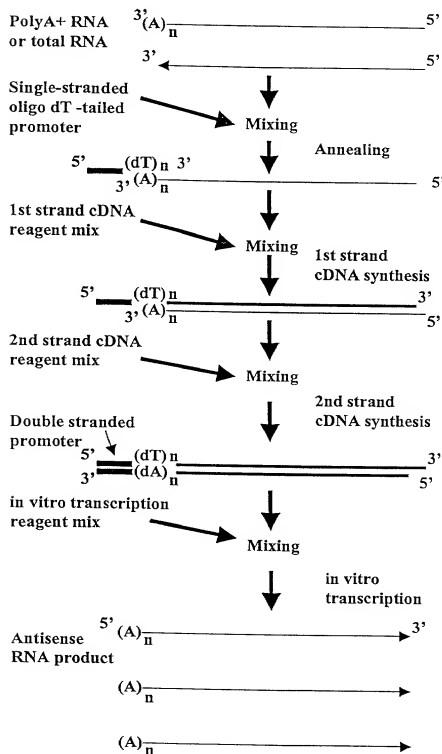 PolyA+ RNA
or total RNA
3’(A)n 5’
3’ 5’
Single-stranded
oligo dT -tailed
promoter
Mixing
Annealing
5’ (dT)n 3’
3’(A)n 5’
1st strand cDNA
reagent mix
Mixing
1st strand
cDNA synthesis
5’ (dT)n 3’
3’(A)n 5’
2nd strand cDNA
reagent mix
Mixing
2nd strand
cDNA synthesis
Double stranded
promoter
5’ (dT)n 3’
3’ (dA)n 5’
in vitro transcription
reagent mix
Mixing
in vitro
transcription
5’ (A)n 3’
Antisense
RNA product
(A)n
(A)n